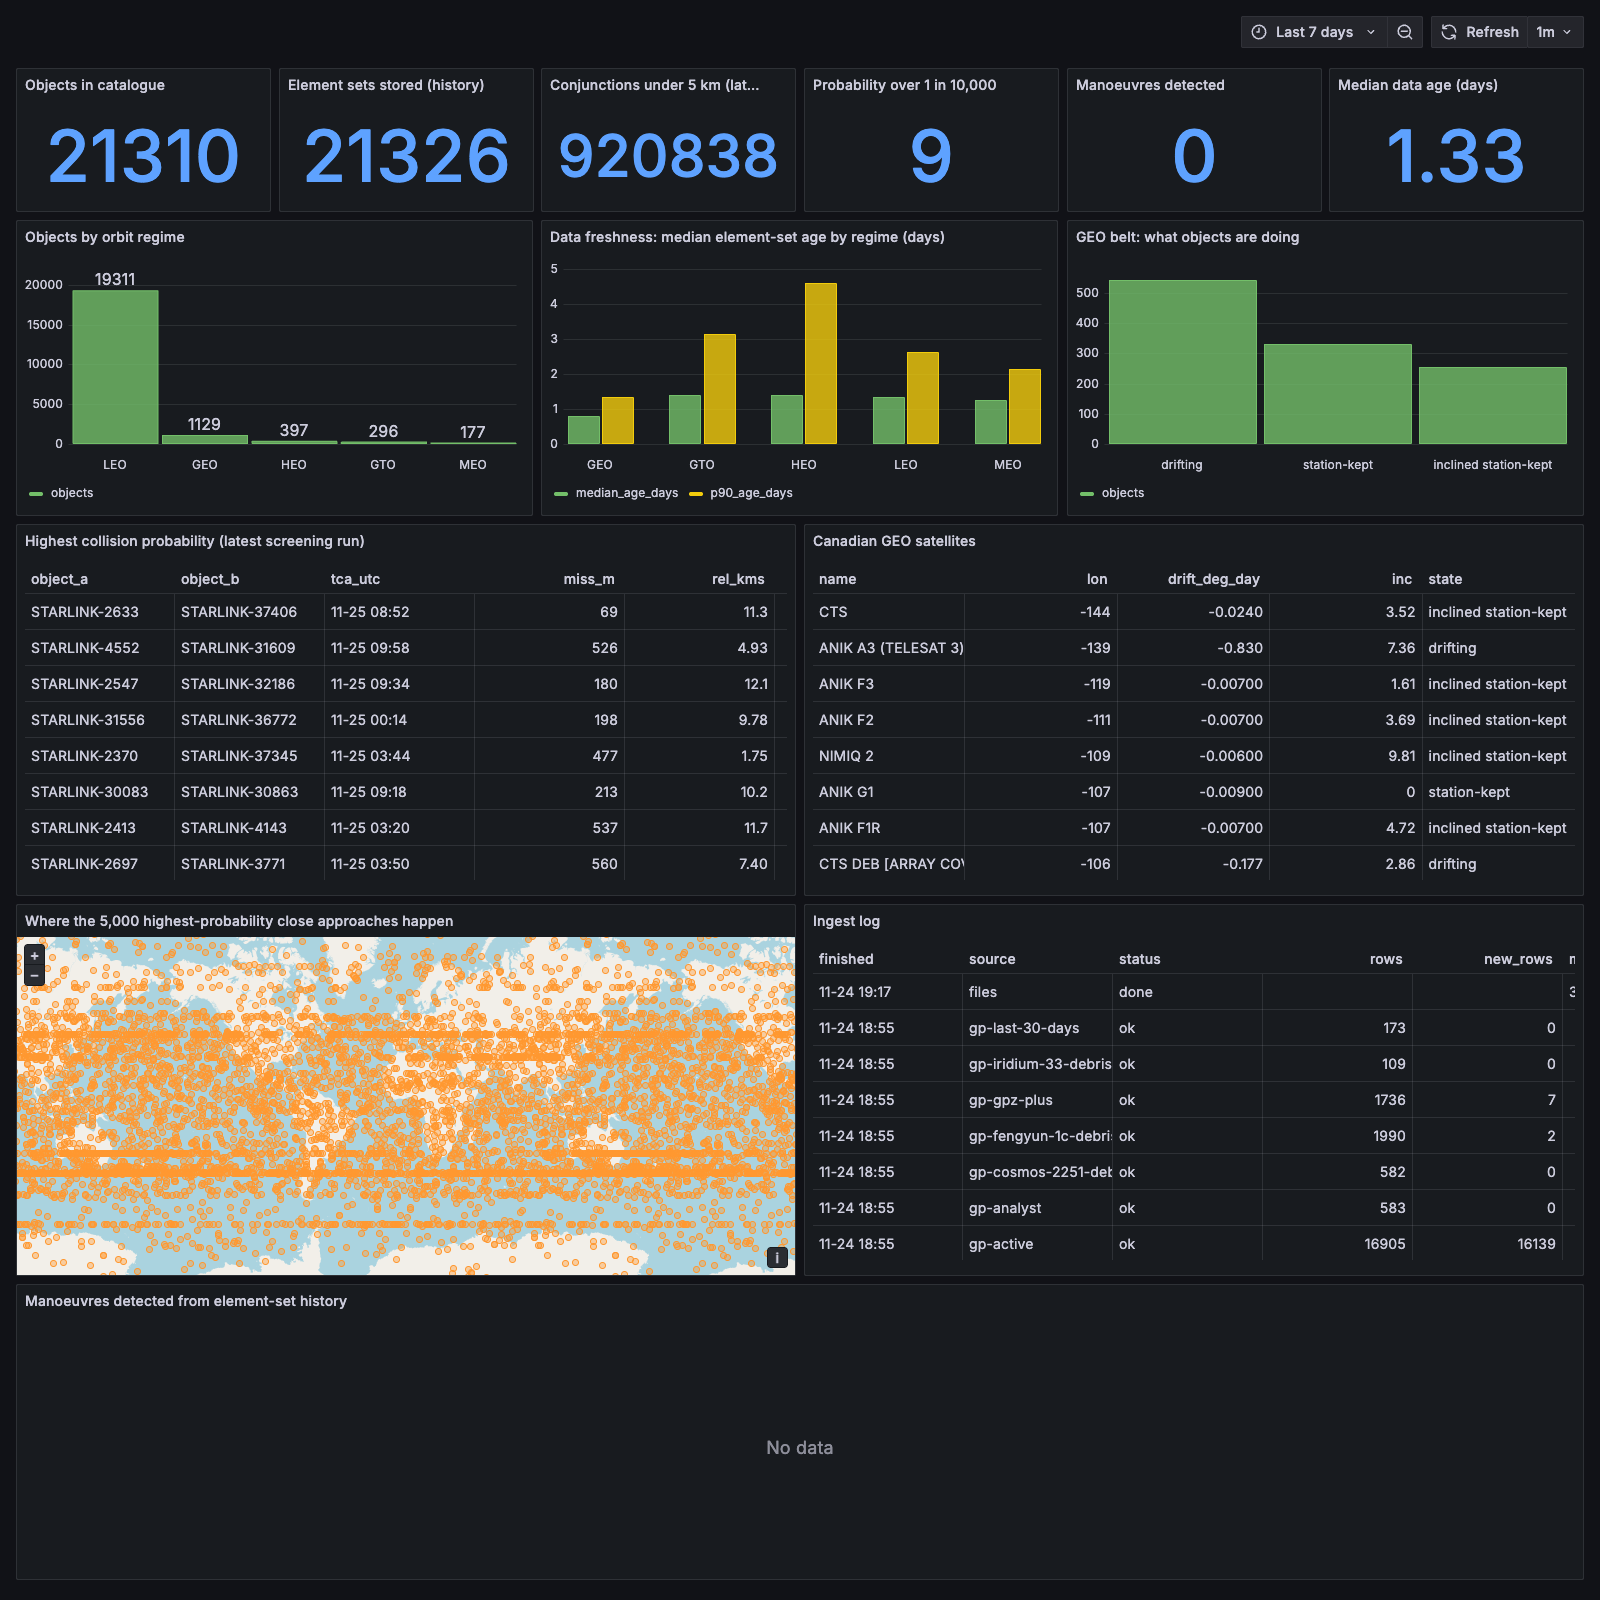 Last 7 days
Refresh 1m
Objects in catalogue
21310
Element sets stored (history)
21326
Conjunctions under 5 km (lat...
920838
Probability over 1 in 10,000
9
Manoeuvres detected
0
Median data age (days)
1.33
Objects by orbit regime
20000
15000
10000
5000
0
19311
1129
397
296
177
LEO GEO HEO GTO MEO
objects
Data freshness: median element-set age by regime (days)
5
4
3
2
1
0
GEO GTO HEO LEO MEO
median_age_days p90_age_days
GEO belt: what objects are doing
500
400
300
200
100
0
drifting station-kept inclined station-kept
objects
Highest collision probability (latest screening run)
object_a object_b tca_utc miss_m rel_kms
STARLINK-2633 STARLINK-37406 11-25 08:52 69 11.3
STARLINK-4552 STARLINK-31609 11-25 09:58 526 4.93
STARLINK-2547 STARLINK-32186 11-25 09:34 180 12.1
STARLINK-31556 STARLINK-36772 11-25 00:14 198 9.78
STARLINK-2370 STARLINK-37345 11-25 03:44 477 1.75
STARLINK-30083 STARLINK-30863 11-25 09:18 213 10.2
STARLINK-2413 STARLINK-4143 11-25 03:20 537 11.7
STARLINK-2697 STARLINK-3771 11-25 03:50 560 7.40
Canadian GEO satellites
name lon drift_deg_day inc state
CTS -144 -0.0240 3.52 inclined station-kept
ANIK A3 (TELESAT 3) -139 -0.830 7.36 drifting
ANIK F3 -119 -0.00700 1.61 inclined station-kept
ANIK F2 -111 -0.00700 3.69 inclined station-kept
NIMIQ 2 -109 -0.00600 9.81 inclined station-kept
ANIK G1 -107 -0.00900 0 station-kept
ANIK F1R -107 -0.00700 4.72 inclined station-kept
CTS DEB [ARRAY COV -106 -0.177 2.86 drifting
Where the 5,000 highest-probability close approaches happen
+
−
i
Ingest log
finished source status rows new_rows
11-24 19:17 files done 3
11-24 18:55 gp-last-30-days ok 173 0
11-24 18:55 gp-iridium-33-debris ok 109 0
11-24 18:55 gp-gpz-plus ok 1736 7
11-24 18:55 gp-fengyun-1c-debri ok 1990 2
11-24 18:55 gp-cosmos-2251-deb ok 582 0
11-24 18:55 gp-analyst ok 583 0
11-24 18:55 gp-active ok 16905 16139
Manoeuvres detected from element-set history
No data